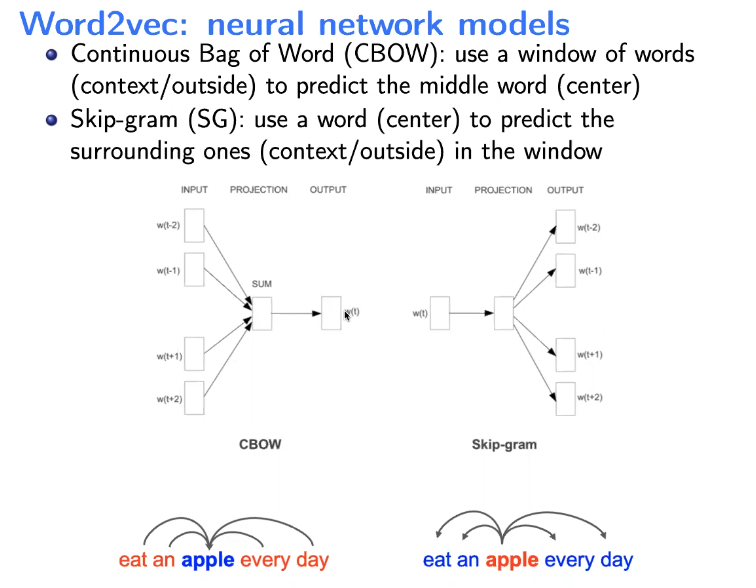 Word2vec: neural network models
Continuous Bag of Word (CBOW): use a window of words
(context/outside) to predict the middle word (center)
Skip-gram (SG): use a word (center) to predict the
surrounding ones (context/outside) in the window
INPUT PROJECTION OUTPUT
w(t-2)
w(t-1)
SUM
w(t)
w(t+1)
w(t+2)
CBOW
INPUT PROJECTION OUTPUT
w(t-2)
w(t-1)
w(t)
w(t+1)
w(t+2)
Skip-gram
eat an apple every day
eat an apple every day